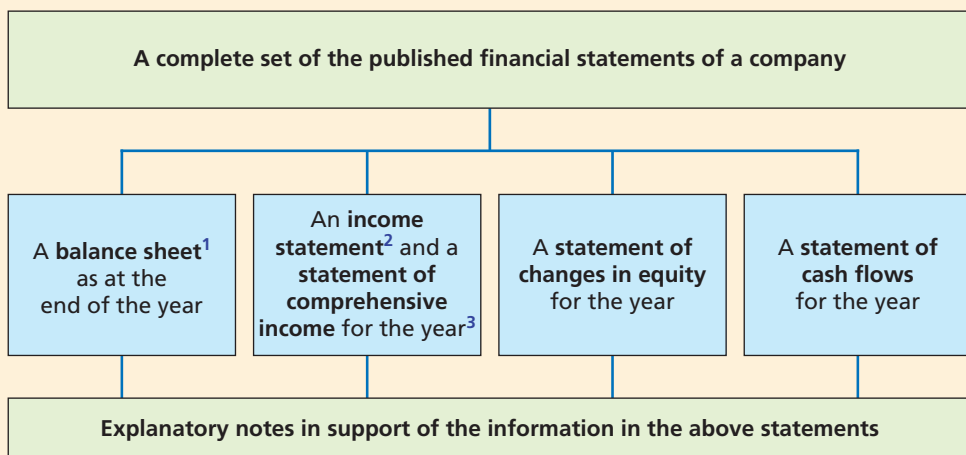 A complete set of the published financial statements of a company
A balance sheet1
as at the
end of the year
An income
statement2 and a
statement of
comprehensive
income for the year3
A statement of
changes in equity
for the year
A statement of
cash flows
for the year
Explanatory notes in support of the information in the above statements